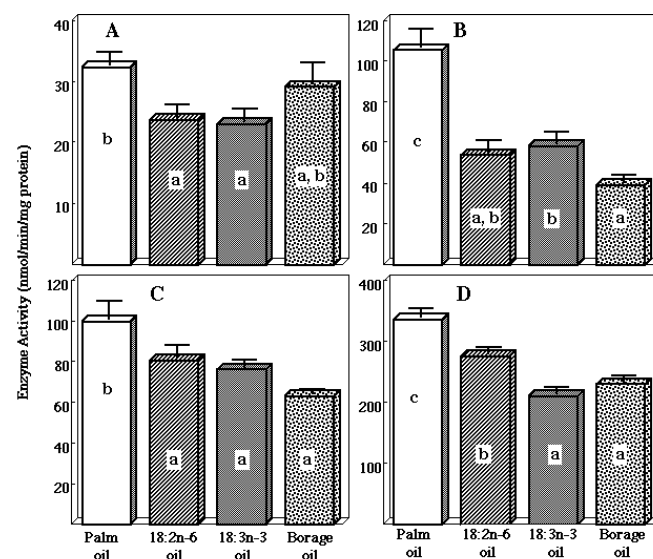 Enzyme Activity (nmol/min/mg protein)
A
40
30
20
10
b
a
a
a, b
B
120
100
80
60
40
20
c
a, b
b
a
C
120
100
80
60
40
20
b
a
a
a
Palm oil
18:2n-6 oil
18:3n-3 oil
Borage oil
D
400
300
200
100
c
b
a
a
Palm oil
18:2n-6 oil
18:3n-3 oil
Borage oil